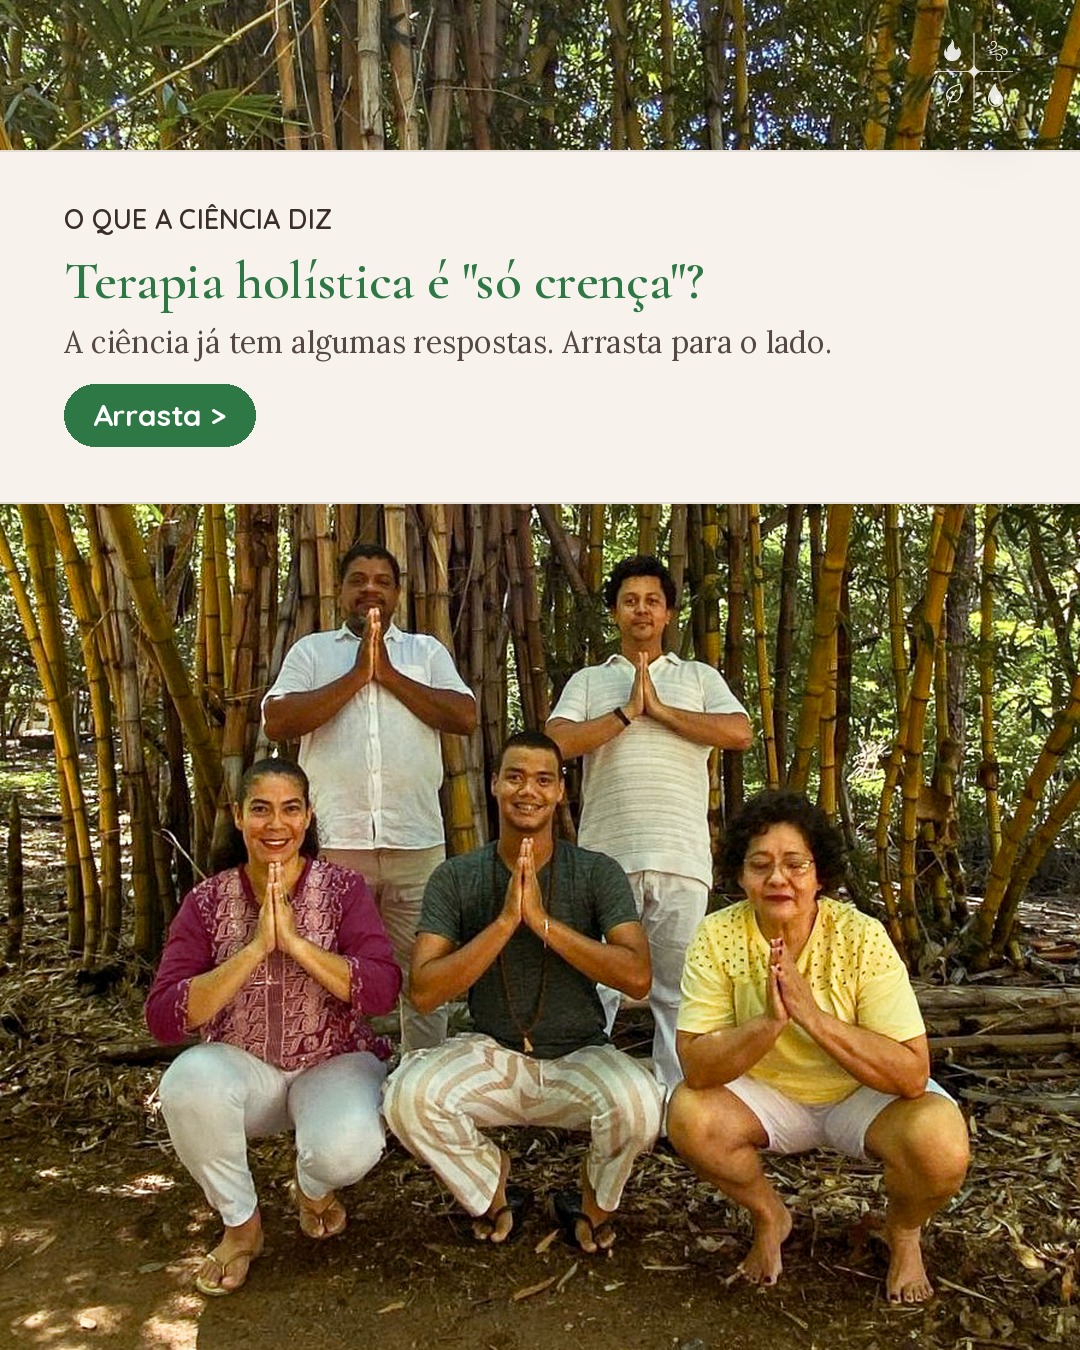 O QUE A CIÊNCIA DIZ
Terapia holística é "só crença"?
A ciência já tem algumas respostas. Arrasta para o lado.
Arrasta >